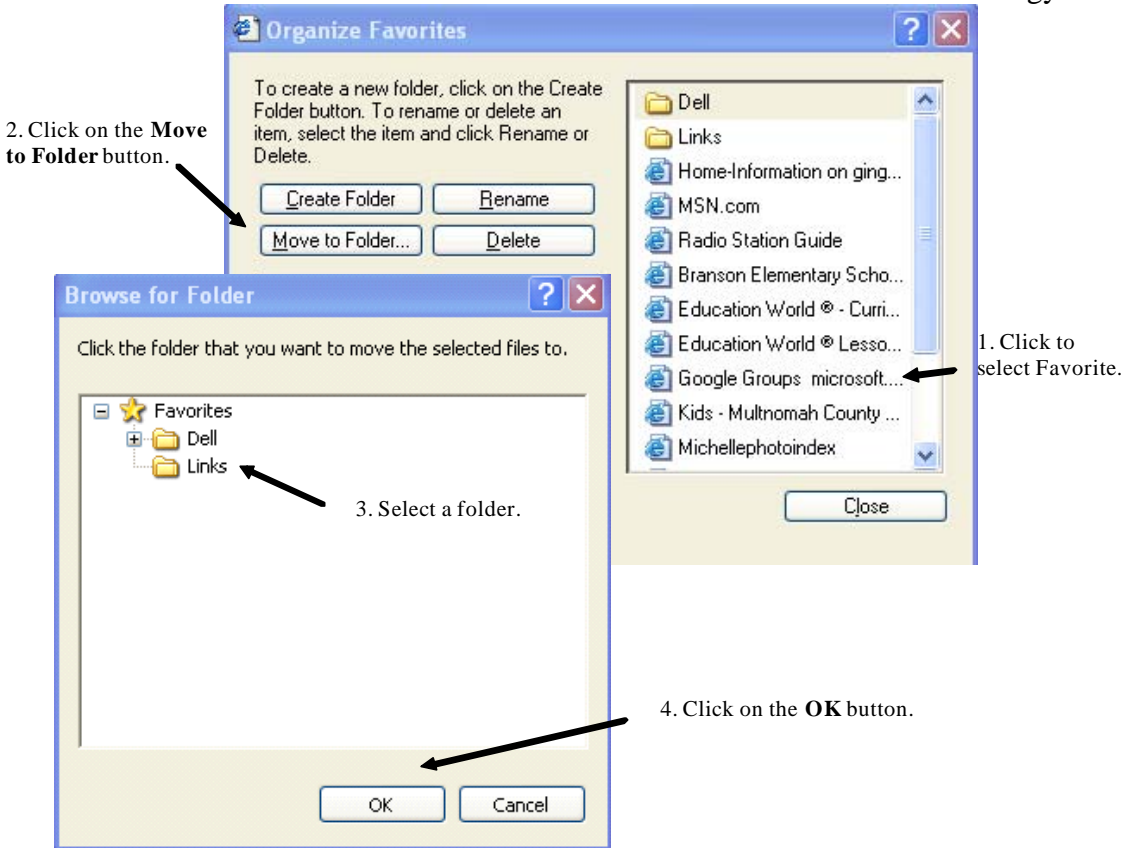 gy
Organize Favorites
To create a new folder, click on the Create
Folder button. To rename or delete an
item, select the item and click Rename or
Delete.
Create Folder
Rename
Move to Folder...
Delete
Dell
Links
Home-Information on ging...
MSN.com
Radio Station Guide
Branson Elementary Scho...
Education World ® - Curri...
Education World ® Lesso...
Google Groups microsoft....
Kids - Multnomah County ...
Michellephotoindex
Close
2. Click on the Move
to Folder button.
1. Click to
select Favorite.
Browse for Folder
Click the folder that you want to move the selected files to.
Favorites
Dell
Links
3. Select a folder.
4. Click on the OK button.
OK
Cancel